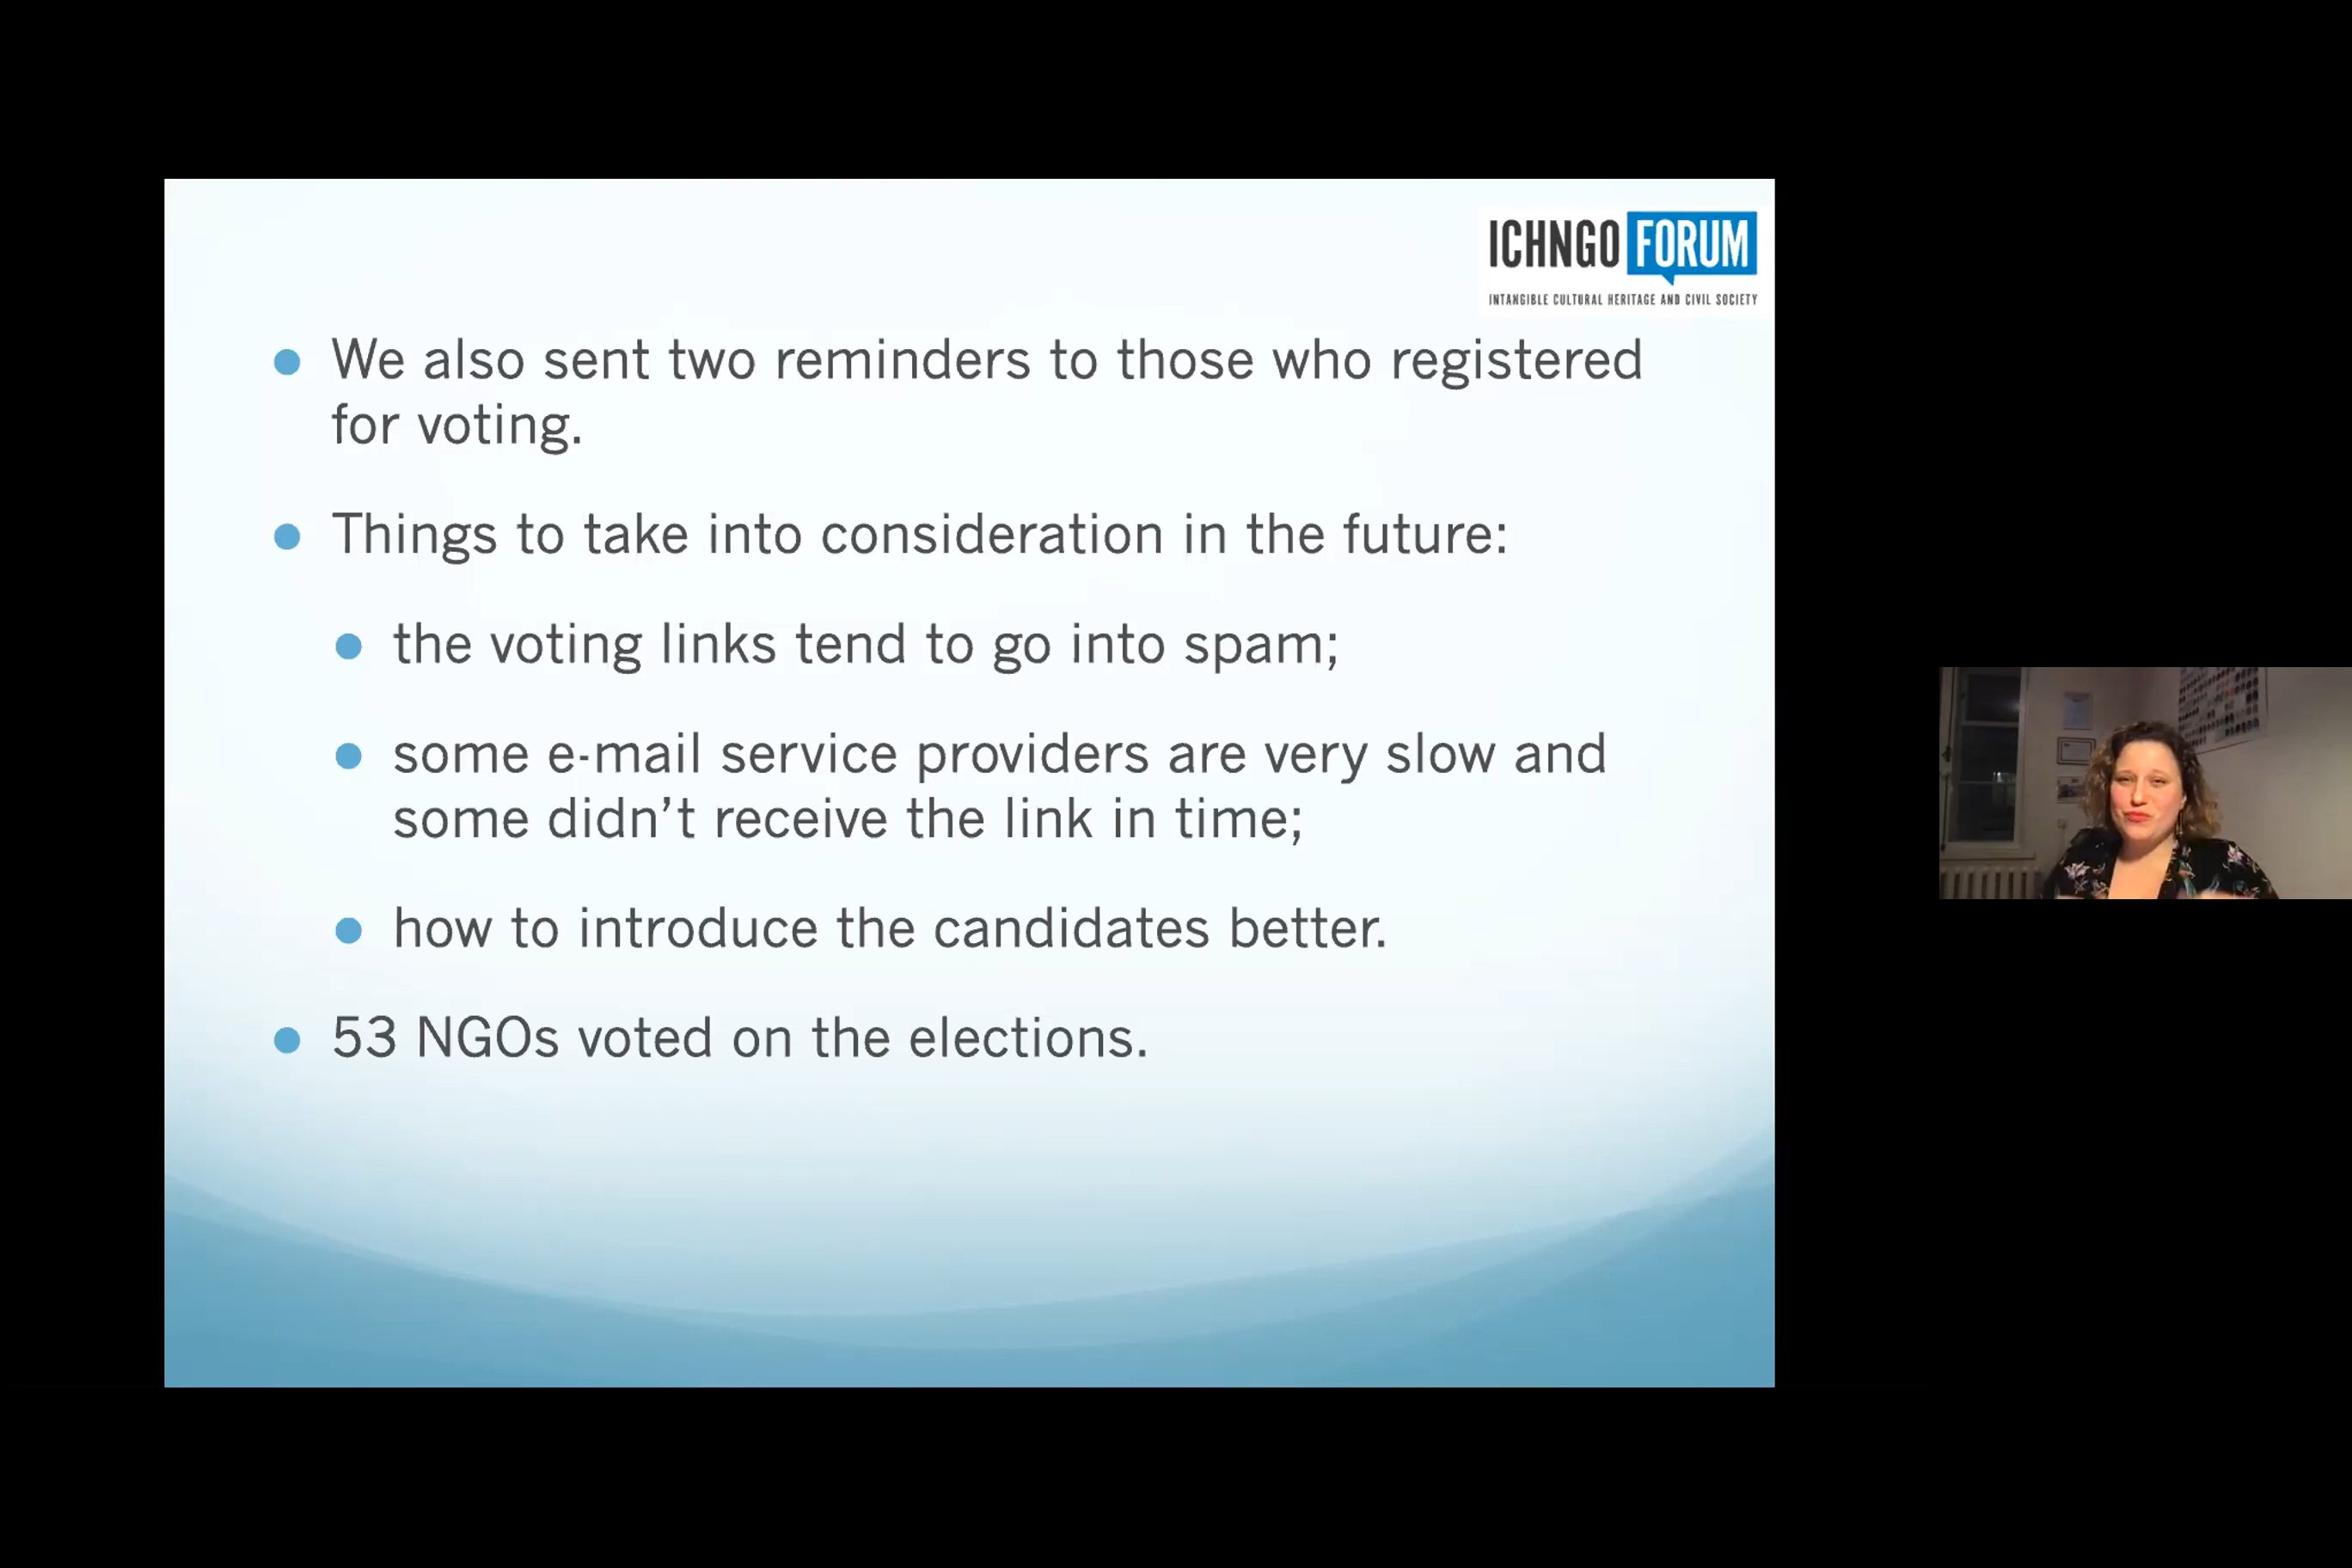 ICHNGO FORUM
INTANGIBLE CULTURAL HERITAGE AND CIVIL SOCIETY
We also sent two reminders to those who registered
for voting.
Things to take into consideration in the future:
the voting links tend to go into spam;
some e-mail service providers are very slow and
some didn’t receive the link in time;
how to introduce the candidates better.
53 NGOs voted on the elections.